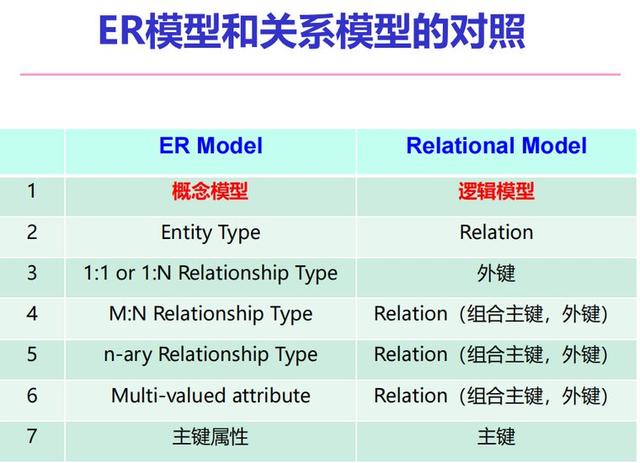 ER模型和关系模型的对照
ER Model Relational Model
1 概念模型 逻辑模型
2 Entity Type Relation
3 1:1 or 1:N Relationship Type 外键
4 M:N Relationship Type Relation（组合主键，外键）
5 n-ary Relationship Type Relation（组合主键，外键）
6 Multi-valued attribute Relation（组合主键，外键）
7 主键属性 主键